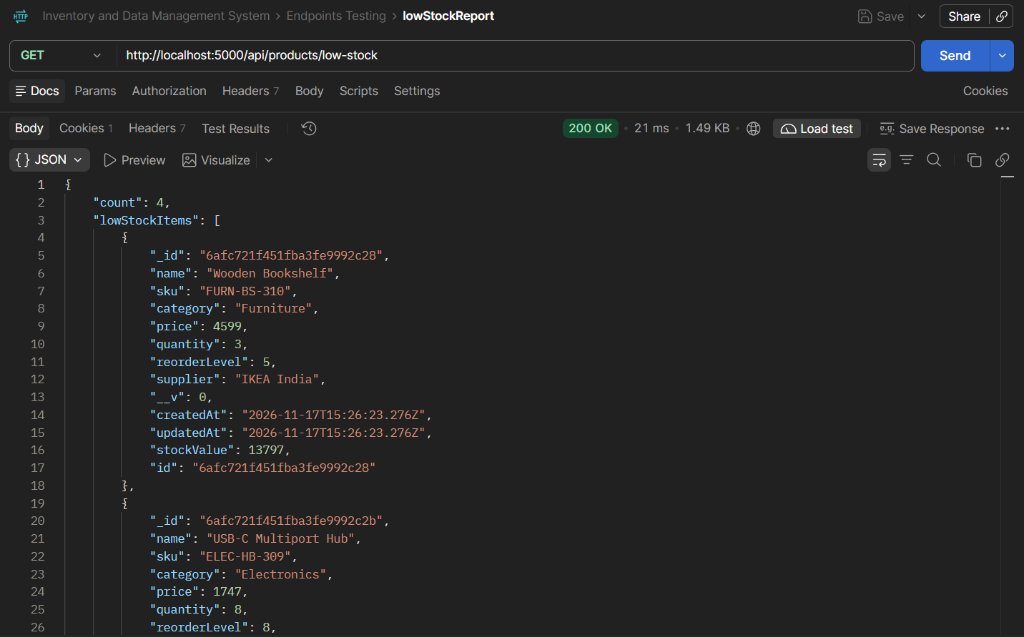 HTTP Inventory and Data Management System > Endpoints Testing > lowStockReport Save Share
GET http://localhost:5000/api/products/low-stock Send
Docs Params Authorization Headers 7 Body Scripts Settings Cookies
Body Cookies 1 Headers 7 Test Results 200 OK • 21 ms • 1.49 KB • Load test e.g. Save Response
{} JSON Preview Visualize
1 {
2 "count": 4,
3 "lowStockItems": [
4 {
5 "_id": "6afc721f451fba3fe9992c28",
6 "name": "Wooden Bookshelf",
7 "sku": "FURN-BS-310",
8 "category": "Furniture",
9 "price": 4599,
10 "quantity": 3,
11 "reorderLevel": 5,
12 "supplier": "IKEA India",
13 "__v": 0,
14 "createdAt": "2026-11-17T15:26:23.276Z",
15 "updatedAt": "2026-11-17T15:26:23.276Z",
16 "stockValue": 13797,
17 "id": "6afc721f451fba3fe9992c28"
18 },
19 {
20 "_id": "6afc721f451fba3fe9992c2b",
21 "name": "USB-C Multiport Hub",
22 "sku": "ELEC-HB-309",
23 "category": "Electronics",
24 "price": 1747,
25 "quantity": 8,
26 "reorderLevel": 8,